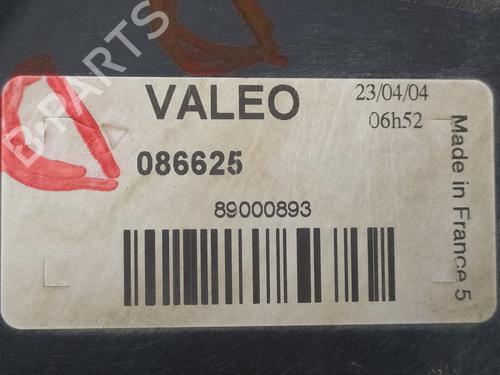 B-PARTS
VALEO
23/04/04
06h52
086625
89000893
Made in France 5